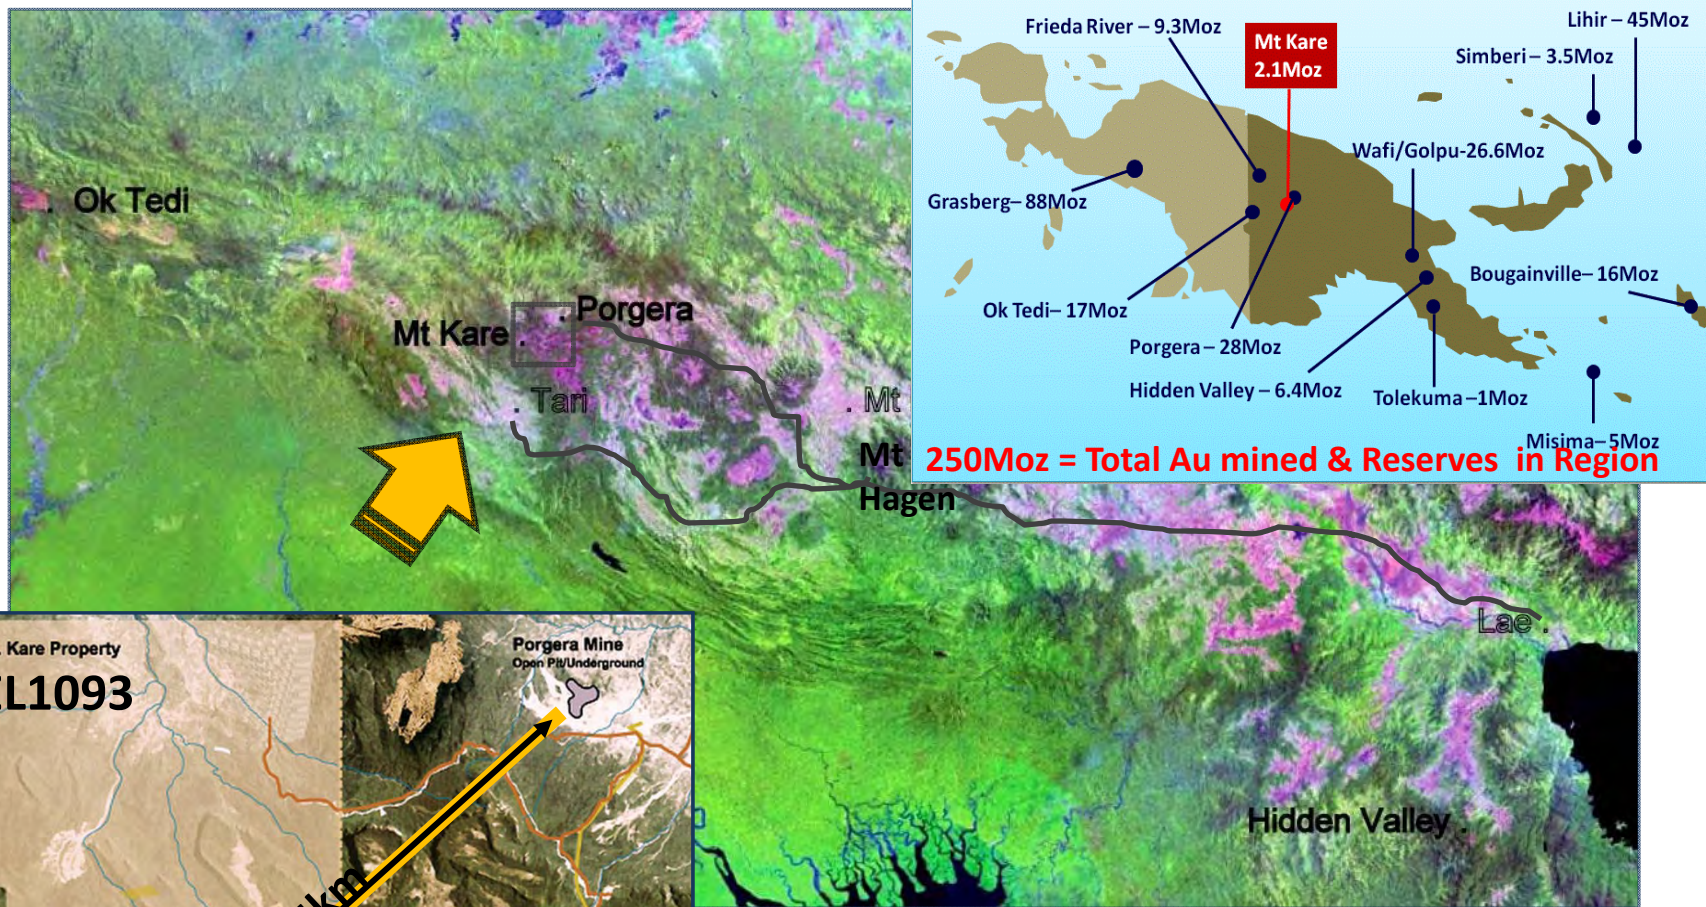 Frieda River – 9.3Moz
Mt Kare
2.1Moz
Lihir – 45Moz
Simberi – 3.5Moz
Wafi/Golpu-26.6Moz
Grasberg– 88Moz
Bougainville– 16Moz
Ok Tedi– 17Moz
Porgera – 28Moz
Hidden Valley – 6.4Moz
Tolekuma –1Moz
Misima– 5Moz
250Moz = Total Au mined & Reserves in Region
. Ok Tedi
. Porgera
Mt Kare .
. Tari
. Mt
Mt
Hagen
Lae .
Hidden Valley .
. Kare Property
L1093
Porgera Mine
Open Pit/Underground
km